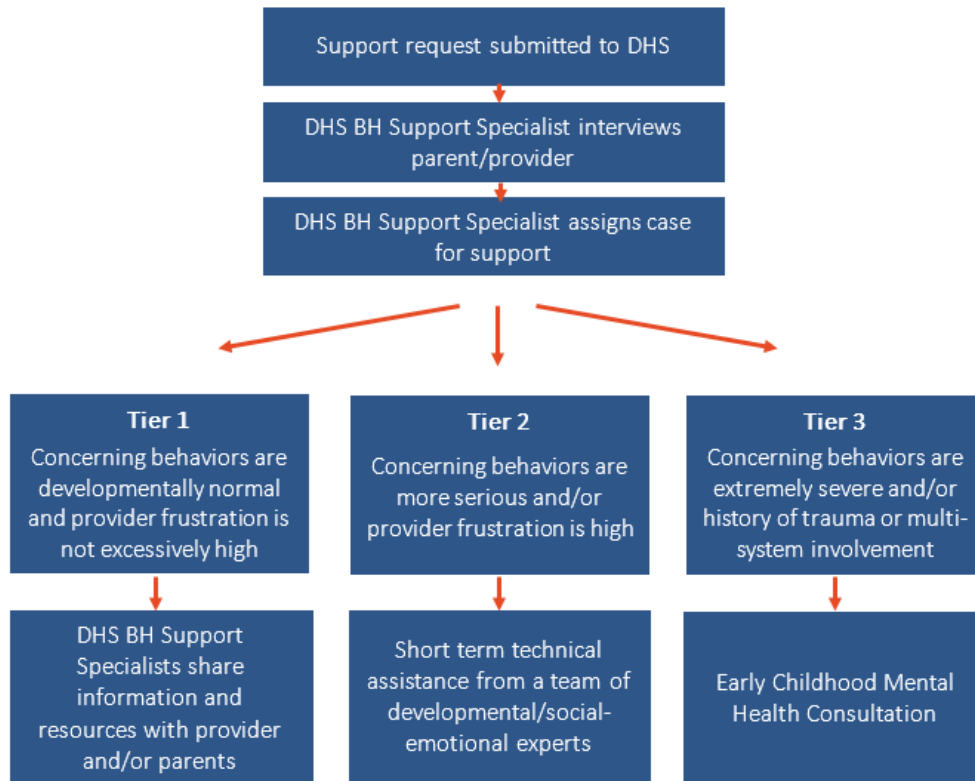 Support request submitted to DHS
DHS BH Support Specialist interviews
parent/provider
DHS BH Support Specialist assigns case
for support
Tier 1
Concerning behaviors are
developmentally normal
and provider frustration is
not excessively high
Tier 2
Concerning behaviors are
more serious and/or
provider frustration is high
Tier 3
Concerning behaviors are
extremely severe and/or
history of trauma or multi-
system involvement
DHS BH Support
Specialists share
information and
resources with provider
and/or parents
Short term technical
assistance from a team of
developmental/social-
emotional experts
Early Childhood Mental
Health Consultation